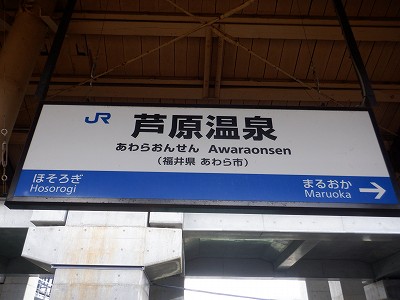 JR 芦原温泉
あわらおんせん Awaraonsen
（福井県 あわら市）
ほそろぎ まるおか →
Hosorogi Maruoka